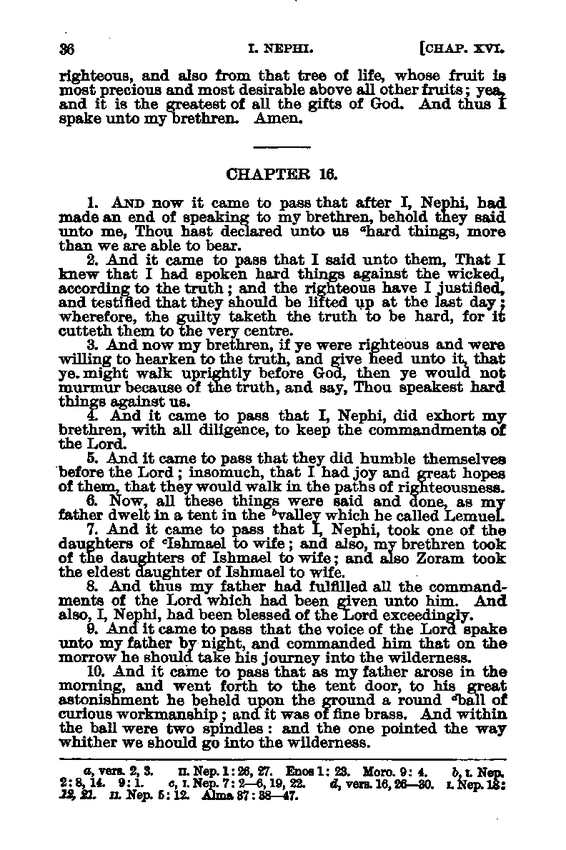 36 I. NEPHI. [CHAP. XVI.
righteous, and also from that tree of life, whose fruit is
most precious and most desirable above all other fruits; yea,
and it is the greatest of all the gifts of God. And thus I
spake unto my brethren. Amen.
CHAPTER 16.
1. AND now it came to pass that after I, Nephi, had
made an end of speaking to my brethren, behold they said
unto me, Thou hast declared unto us ᵃhard things, more
than we are able to bear.
2. And it came to pass that I said unto them, That I
knew that I had spoken hard things against the wicked,
according to the truth; and the righteous have I justified,
and testified that they should be lifted up at the last day;
wherefore, the guilty taketh the truth to be hard, for it
cutteth them to the very centre.
3. And now my brethren, if ye were righteous and were
willing to hearken to the truth, and give heed unto it, that
ye might walk uprightly before God, then ye would not
murmur because of the truth, and say, Thou speakest hard
things against us.
4. And it came to pass that I, Nephi, did exhort my
brethren, with all diligence, to keep the commandments of
the Lord.
5. And it came to pass that they did humble themselves
before the Lord; insomuch, that I had joy and great hopes
of them, that they would walk in the paths of righteousness.
6. Now, all these things were said and done, as my
father dwelt in a tent in the ᵇvalley which he called Lemuel.
7. And it came to pass that I, Nephi, took one of the
daughters of ᶜIshmael to wife; and also, my brethren took
of the daughters of Ishmael to wife; and also Zoram took
the eldest daughter of Ishmael to wife.
8. And thus my father had fulfilled all the command-
ments of the Lord which had been given unto him. And
also, I, Nephi, had been blessed of the Lord exceedingly.
9. And it came to pass that the voice of the Lord spake
unto my father by night, and commanded him that on the
morrow he should take his journey into the wilderness.
10. And it came to pass that as my father arose in the
morning, and went forth to the tent door, to his great
astonishment he beheld upon the ground a round ᵈball of
curious workmanship; and it was of fine brass. And within
the ball were two spindles: and the one pointed the way
whither we should go into the wilderness.
a, vers. 2, 3. II. Nep. 1: 26, 27. Enos 1: 23. Moro. 9: 4. b, I. Nep.
2: 8, 14. 9: 1. c, I. Nep. 7: 2—6, 19, 22. d, vers. 16, 26—30. I. Nep. 18:
12, 21. II. Nep. 5: 12. Alma 37: 38—47.